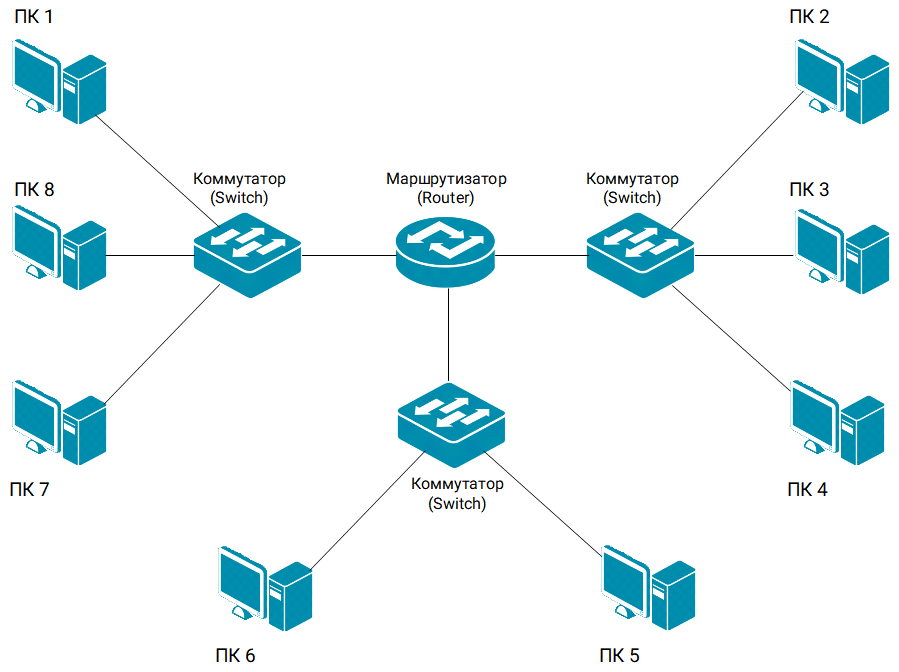 ПК 1
ПК 2
Коммутатор
(Switch)
Маршрутизатор
(Router)
Коммутатор
(Switch)
ПК 8
ПК 3
Коммутатор
(Switch)
ПК 7
ПК 4
ПК 6
ПК 5